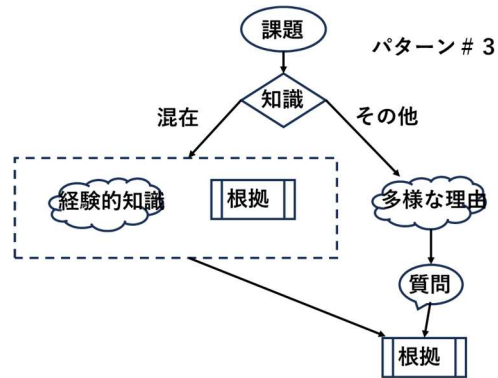 課題
パターン＃３
知識
混在
その他
経験的知識
根拠
多様な理由
質問
根拠